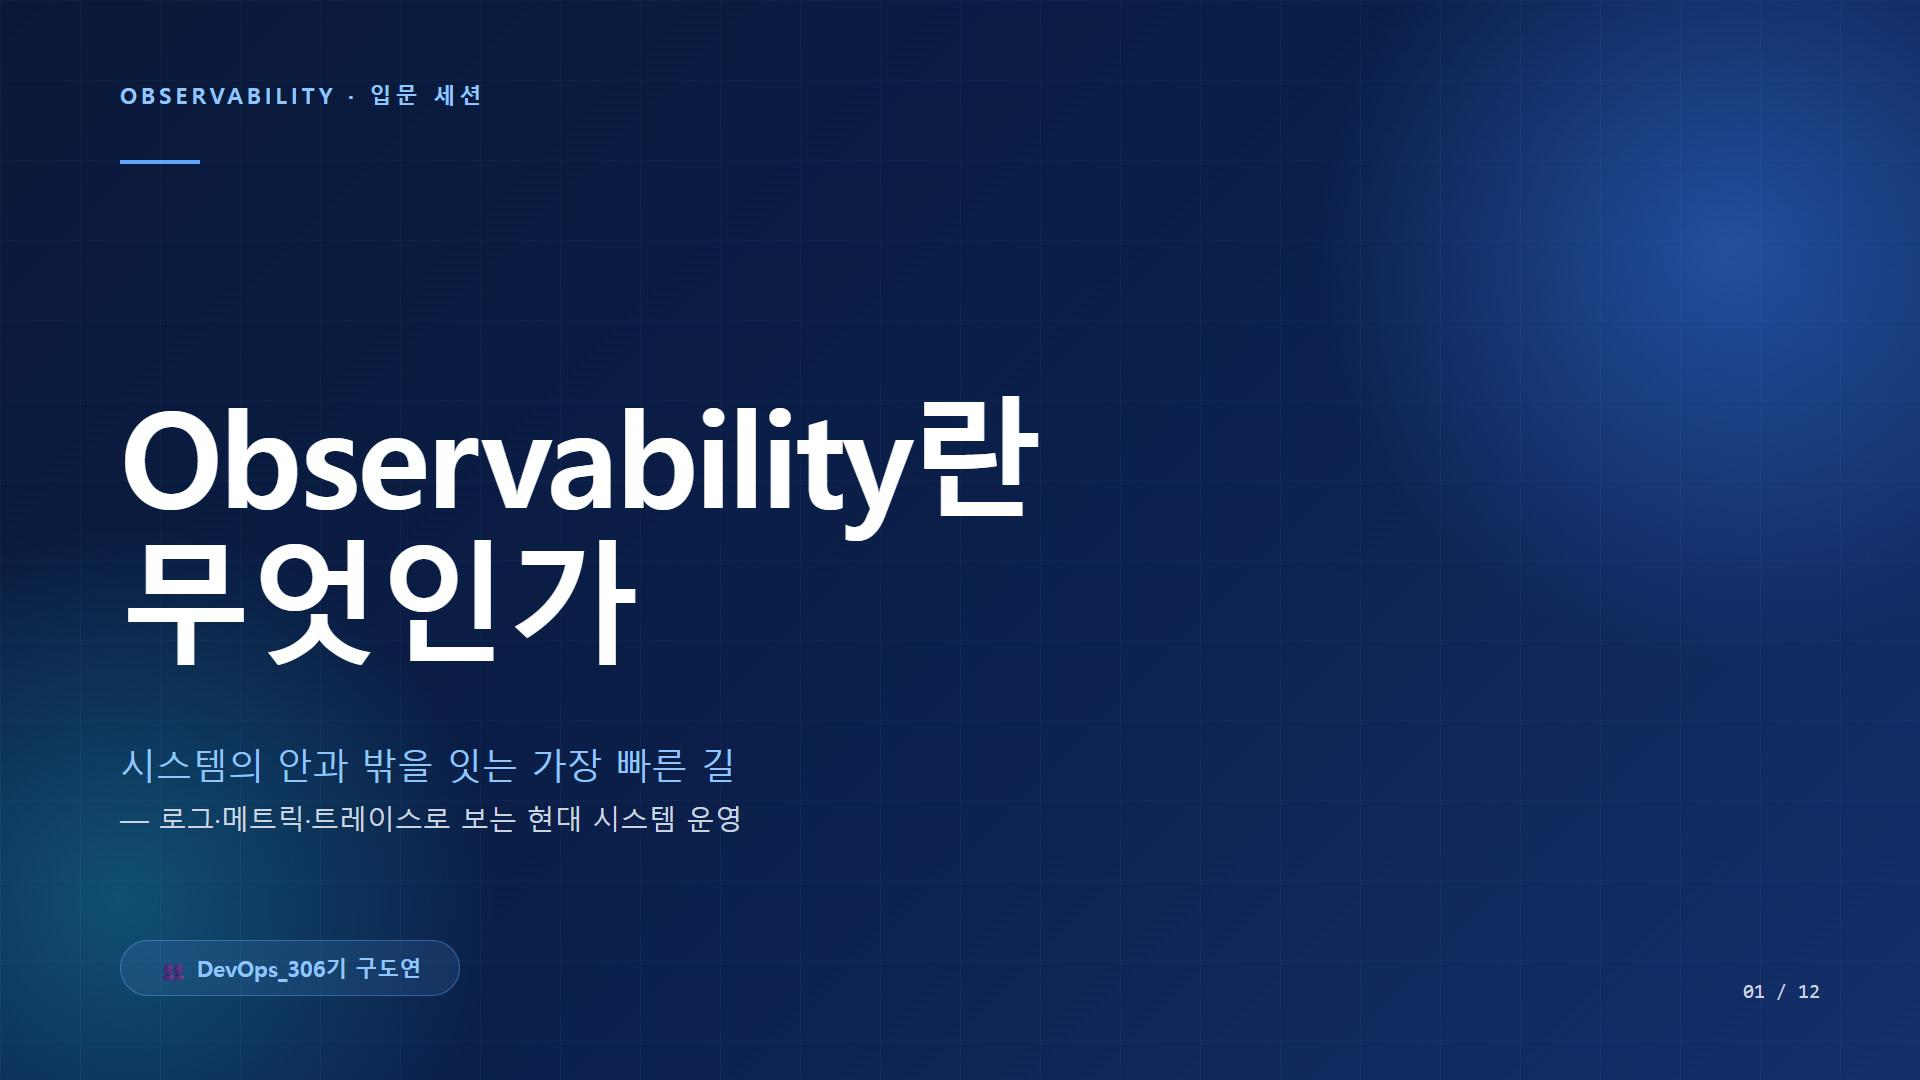 OBSERVABILITY · 입문 세션
Observability란
무엇인가
시스템의 안과 밖을 잇는 가장 빠른 길
— 로그·메트릭·트레이스로 보는 현대 시스템 운영
DevOps_306기 구도연
01 / 12